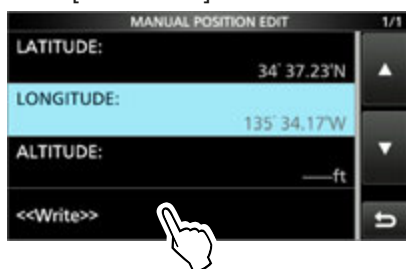 MANUAL POSITION EDIT 1/1
LATITUDE:
34° 37.23'N
LONGITUDE:
135° 34.17'W
ALTITUDE:
-----ft
<<Write>>